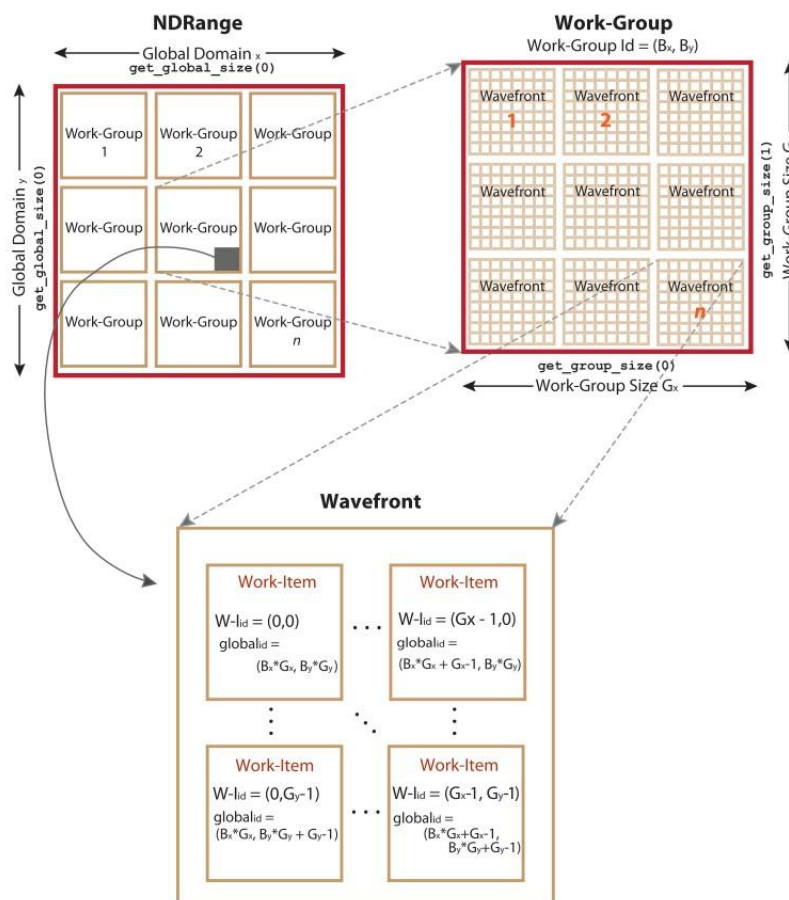 NDRange
Global Domain x
get_global_size(0)
Global Domain y
get_global_size(0)
Work-Group
1
Work-Group
2
Work-Group
Work-Group
Work-Group
Work-Group
Work-Group
Work-Group
Work-Group
n
Work-Group
Work-Group Id = (Bx, By)
Wavefront
1
Wavefront
2
Wavefront
Wavefront
Wavefront
Wavefront
Wavefront
Wavefront
Wavefront
n
get_group_size(1)
Work-Group Size G
get_group_size(0)
Work-Group Size Gx
Wavefront
Work-Item
W-Iid = (0,0)
globalid =
(Bx*Gx, By*Gy)
...
Work-Item
W-Iid = (Gx - 1,0)
globalid =
(Bx*Gx + Gx-1, By*Gy)
Work-Item
W-Iid = (0,Gy-1)
globalid =
(Bx*Gx, By*Gy + Gy-1)
...
Work-Item
W-Iid = (Gx-1, Gy-1)
globalid =
(Bx*Gx+Gx-1,
By*Gy+Gy-1)